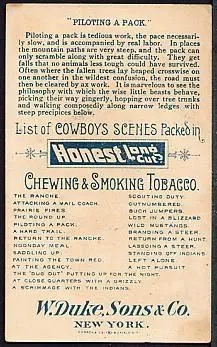 "PILOTING A PACK."
Piloting a pack is tedious work, the pace necessari-
ly slow, and is accompanied by real labor. In places
the mountain paths are very steep, and the pack can
only scramble along with great difficulty. They get
falls that no animals less tough could have survived.
Often where the fallen trees lay heaped crosswise on
one another in the wildest confusion, the road must
then be cleared by ax work. It is marvelous to see the
philosophy with which the wise little beasts behave,
picking their way gingerly, hopping over tree trunks
and walking composedly along narrow ledges with
steep precipices below.
List of COWBOYS SCENES Packed in
Honest long cut?
CHEWING & SMOKING TOBACCO.
THE RANCHE.
ATTACKING A MAIL COACH.
PRAIRIE FIRES.
THE ROUND UP.
PILOTING A PACK.
A HARD TRAIL.
RETURN TO THE RANCHE.
NOONDAY MEAL.
SADDLING UP.
PAINTING THE TOWN RED.
AT THE AGENCY.
SCOUTING DUTY.
OUTNUMBERED.
BUCK JUMPERS.
LOST IN A BLIZZARD.
WILD MUSTANGS.
BRANDING A STEER.
RETURN FROM A HUNT.
LASSOING A STEER.
STANDING OFF INDIANS.
LEFT ALONE.
A HOT PURSUIT.
THE "DUG OUT" PUTTING UP FOR THE NIGHT.
AT CLOSE QUARTERS WITH A GRIZZLY.
A SCRIMMAGE WITH THE INDIANS.
W. Duke, Sons & Co.
NEW YORK.